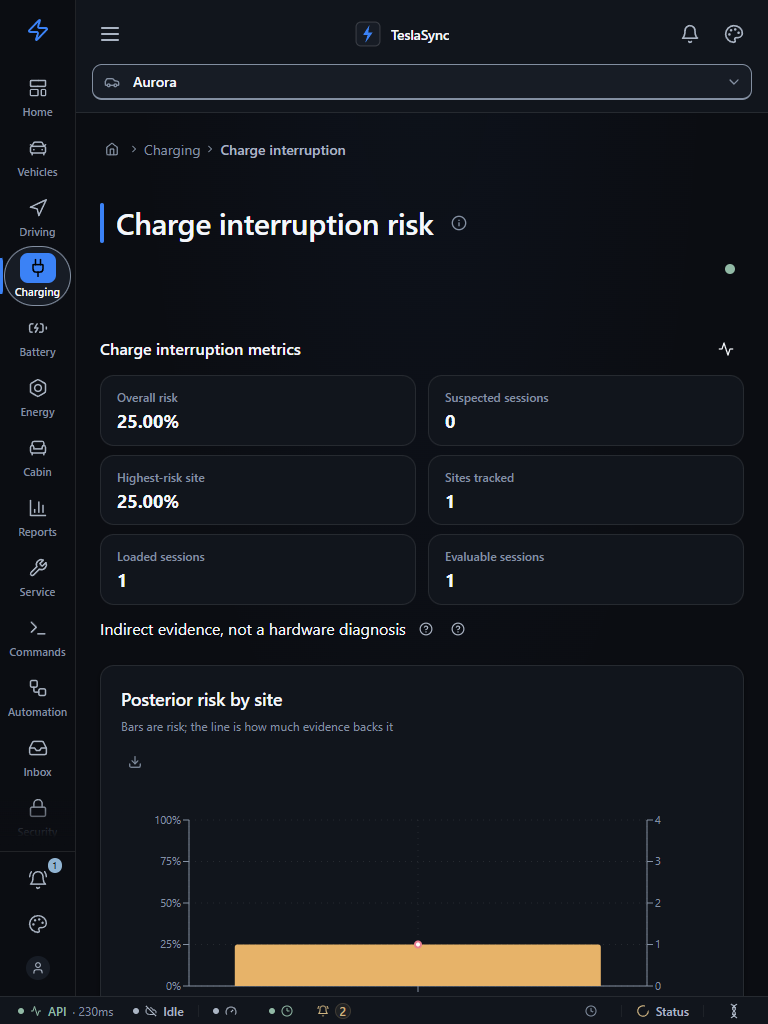 TeslaSync
Aurora
Home
Vehicles
Driving
Charging
Battery
Energy
Cabin
Reports
Service
Commands
Automation
Inbox
Security
1
Charging
Charge interruption
Charge interruption risk
Charge interruption metrics
Overall risk
25.00%
Suspected sessions
0
Highest-risk site
25.00%
Sites tracked
1
Loaded sessions
1
Evaluable sessions
1
Indirect evidence, not a hardware diagnosis
Posterior risk by site
Bars are risk; the line is how much evidence backs it
100%
75%
50%
25%
0%
4
3
2
1
0
API · 230ms
Idle
2
Status